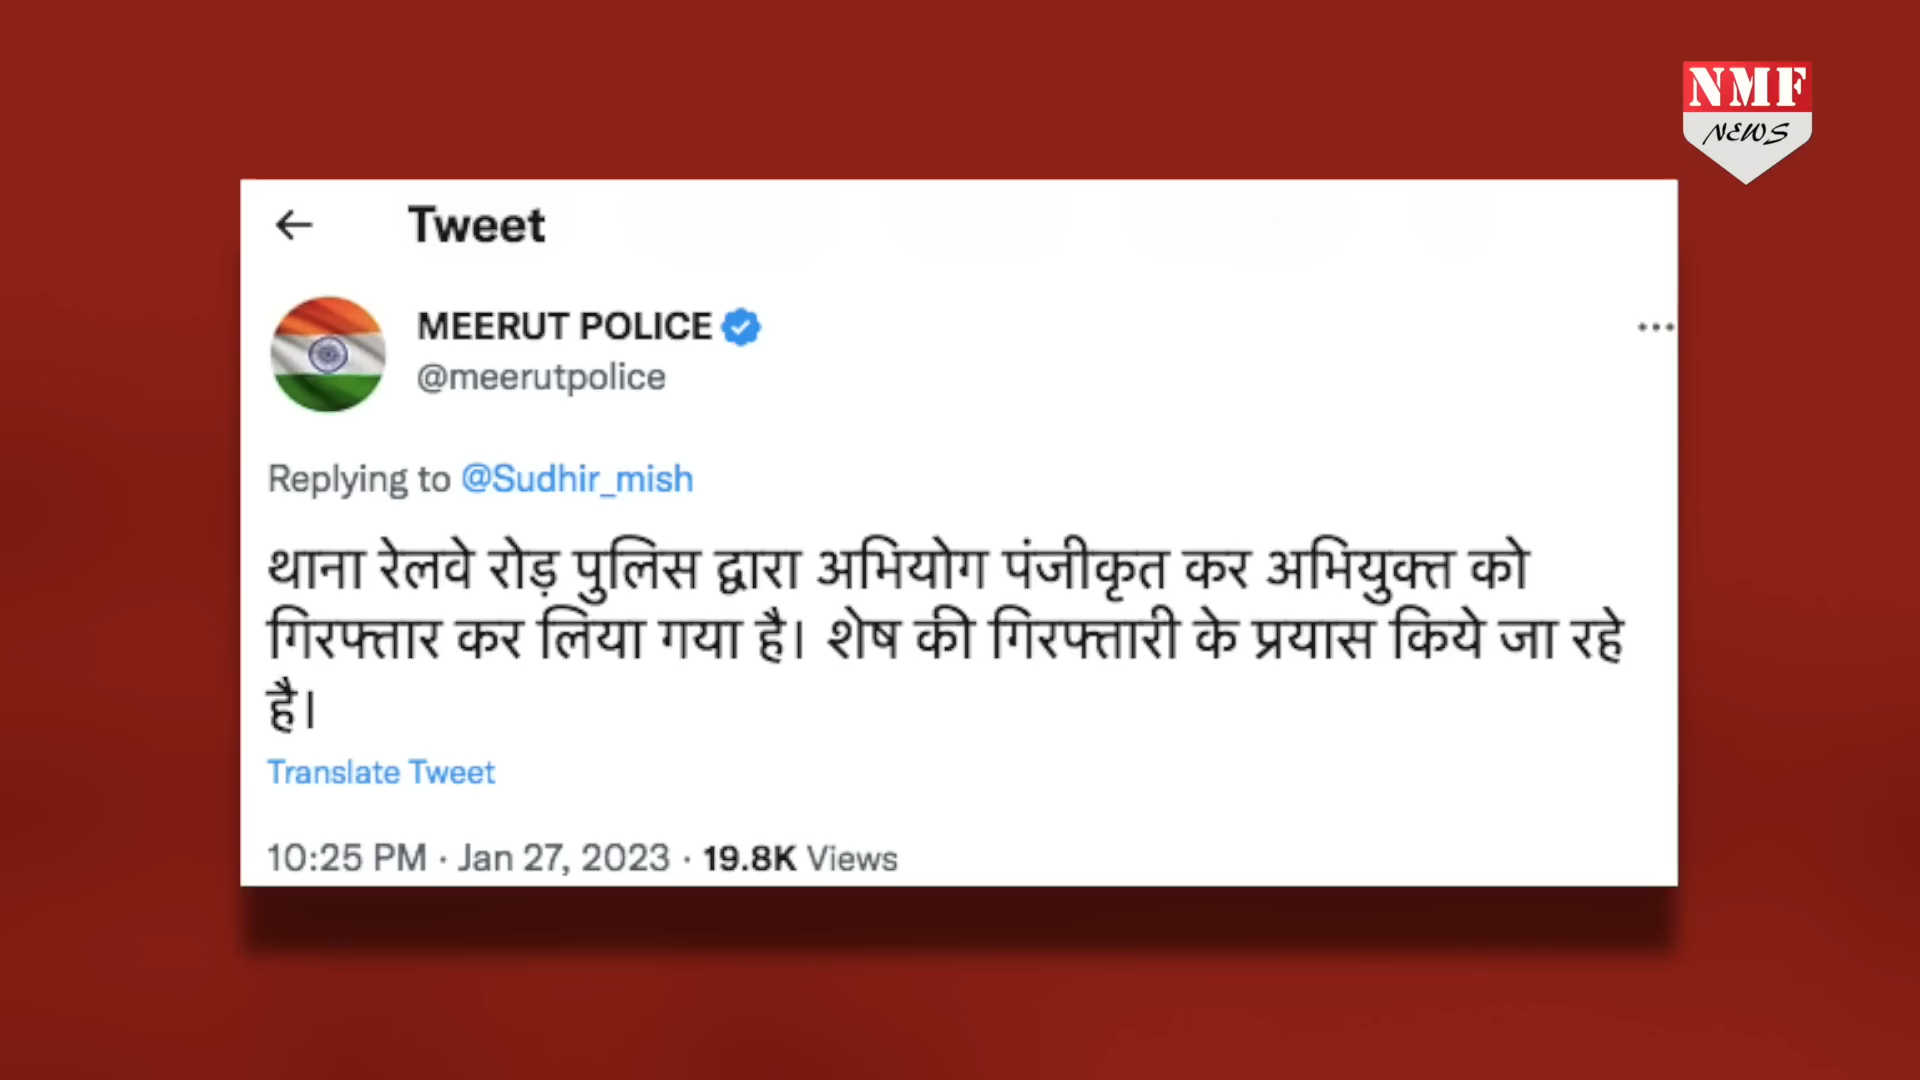 NMF
NEWS
← Tweet
MEERUT POLICE
@meerutpolice
Replying to @Sudhir_mish
थाना रेलवे रोड़ पुलिस द्वारा अभियोग पंजीकृत कर अभियुक्त को
गिरफ्तार कर लिया गया है। शेष की गिरफ्तारी के प्रयास किये जा रहे
है।
Translate Tweet
10:25 PM · Jan 27, 2023 · 19.8K Views